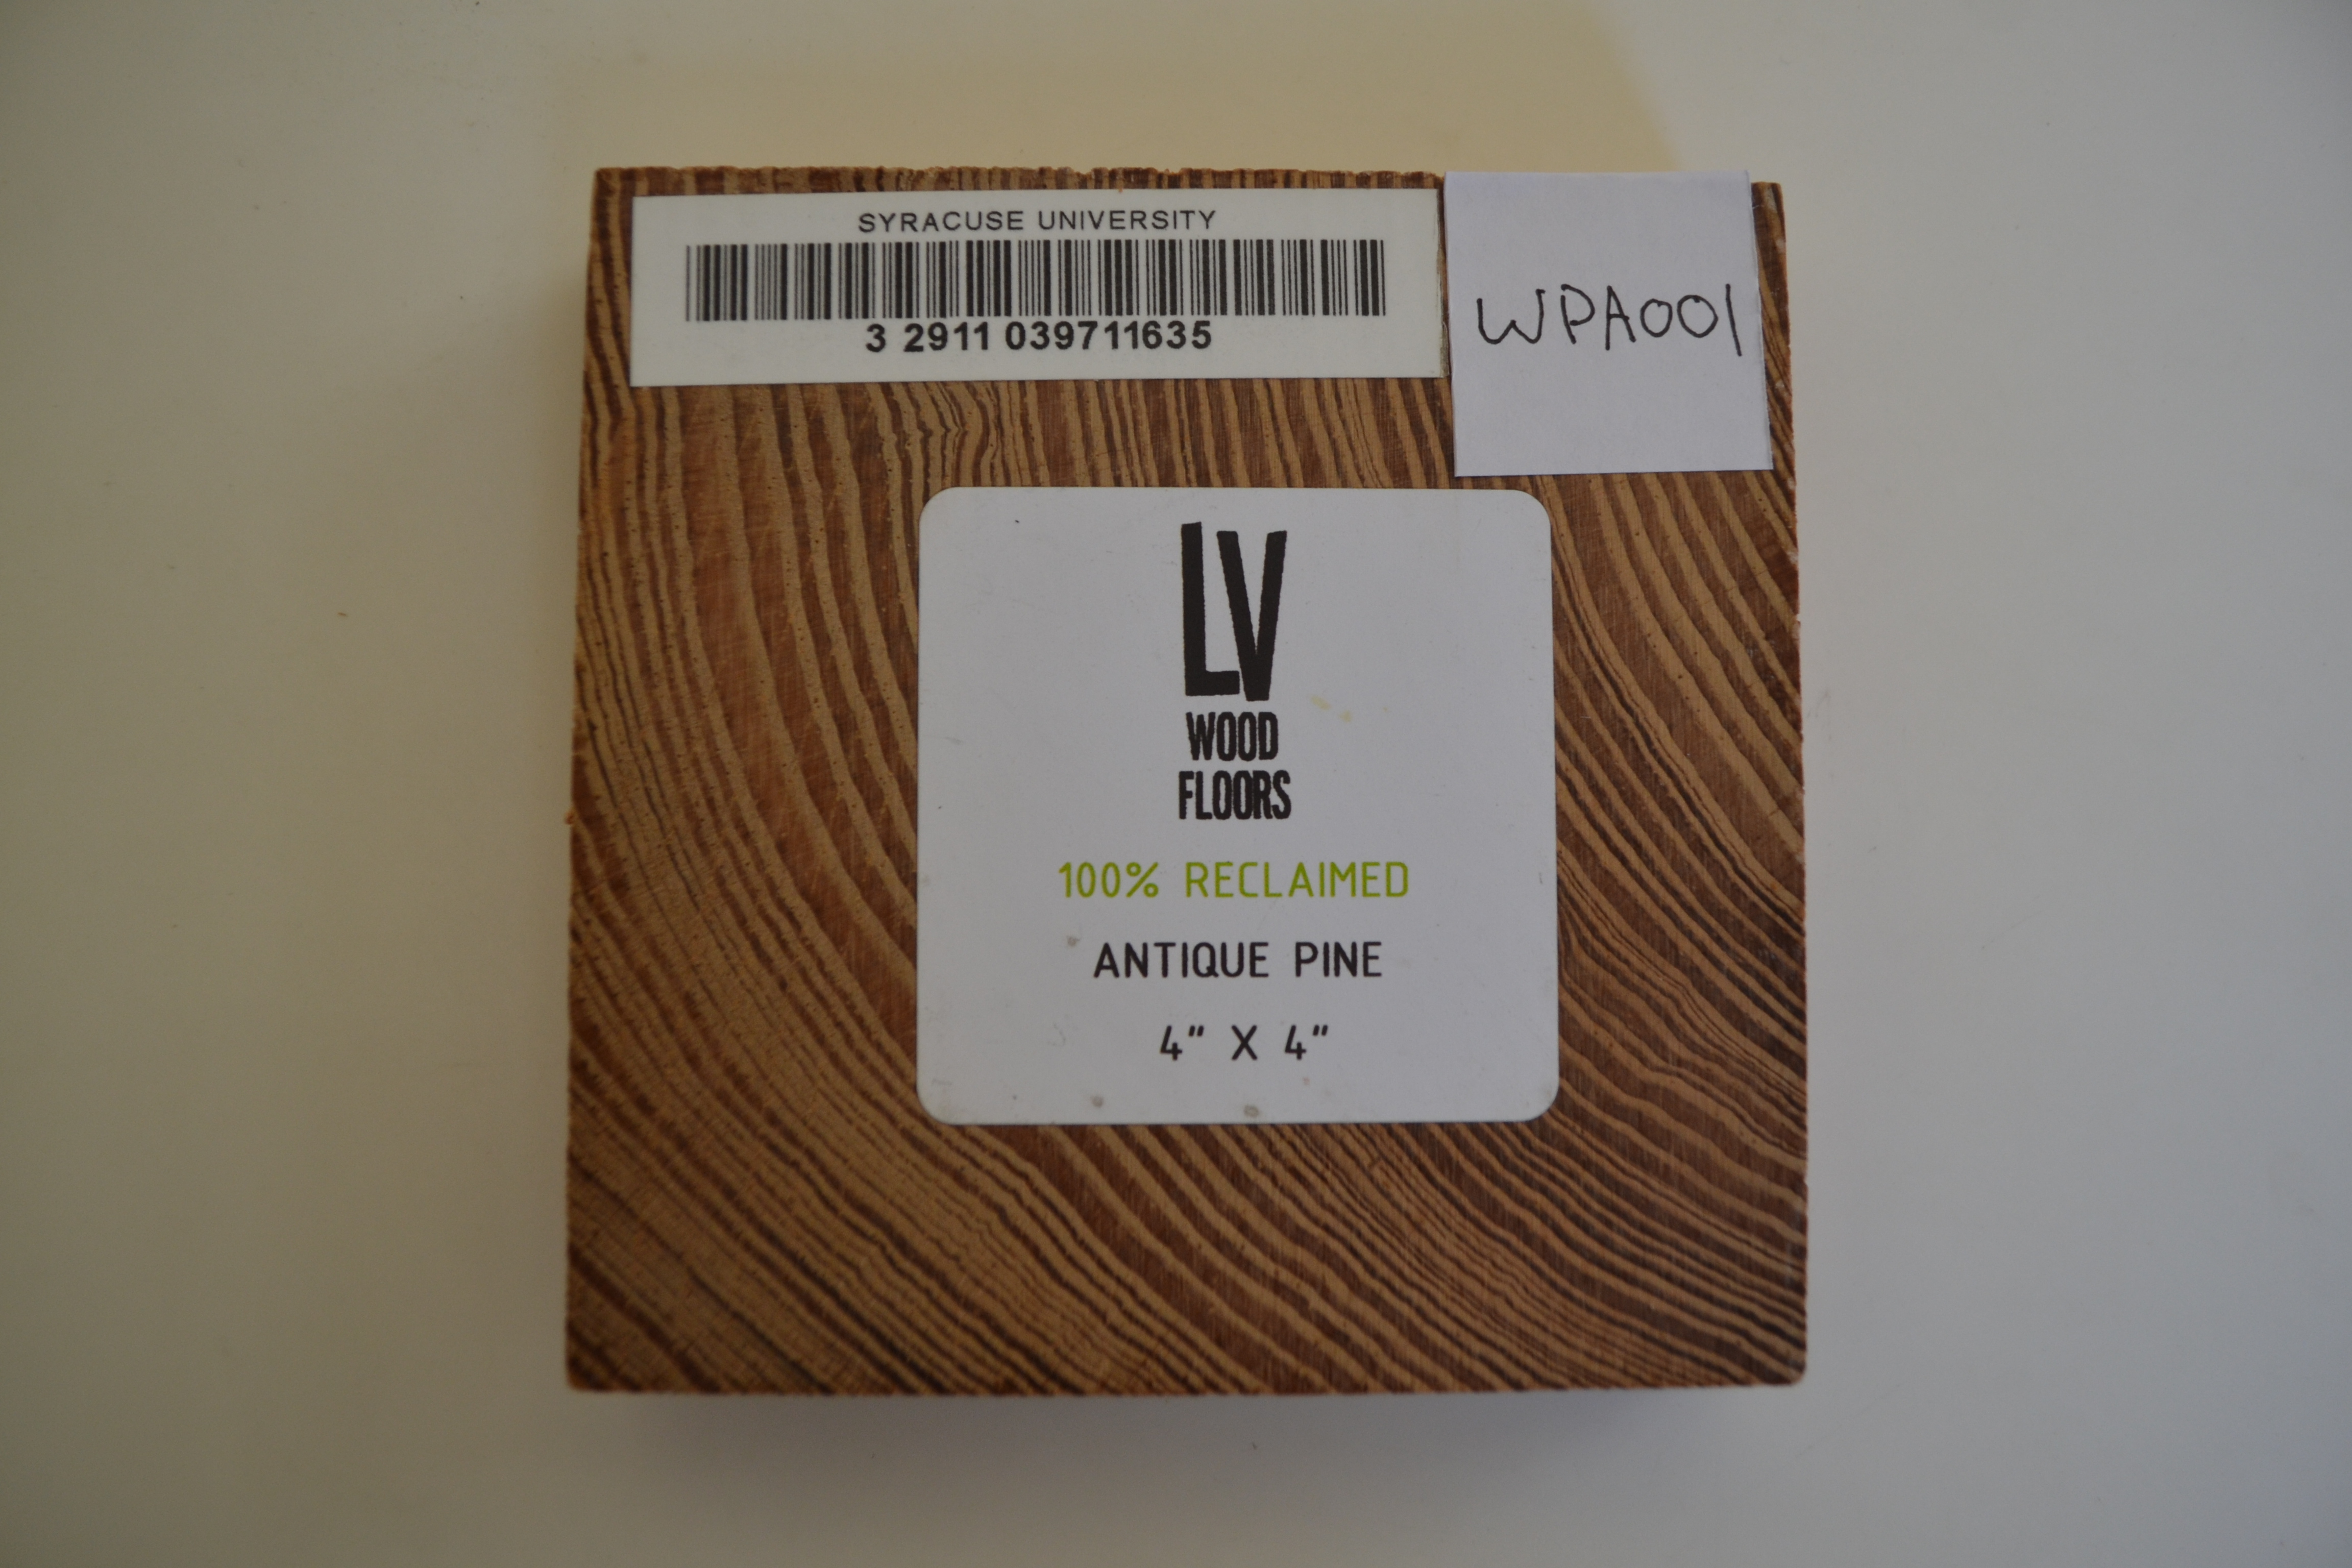 SYRACUSE UNIVERSITY
3 2911 039711635
WPA001
LV
WOOD
FLOORS
100% RECLAIMED
ANTIQUE PINE
4" X 4"